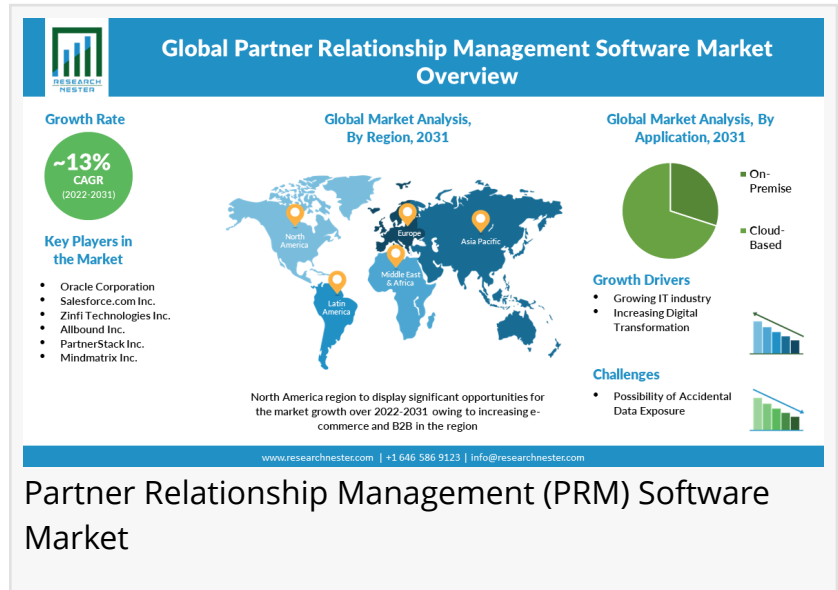 RESEARCH
NESTER
Global Partner Relationship Management Software Market
Overview
Growth Rate
~13%
CAGR
(2022-2031)
Key Players in
the Market
• Oracle Corporation
• Salesforce.com Inc.
• Zinfi Technologies Inc.
• Allbound Inc.
• PartnerStack Inc.
• Mindmatrix Inc.
Global Market Analysis,
By Region, 2031
North
America
Europe
Asia Pacific
Middle East
& Africa
Latin
America
North America region to display significant opportunities for
the market growth over 2022-2031 owing to increasing e-
commerce and B2B in the region
Global Market Analysis, By
Application, 2031
On-
Premise
Cloud-
Based
Growth Drivers
• Growing IT industry
• Increasing Digital
Transformation
Challenges
• Possibility of Accidental
Data Exposure
www.researchnester.com | +1 646 586 9123 | info@researchnester.com
Partner Relationship Management (PRM) Software
Market